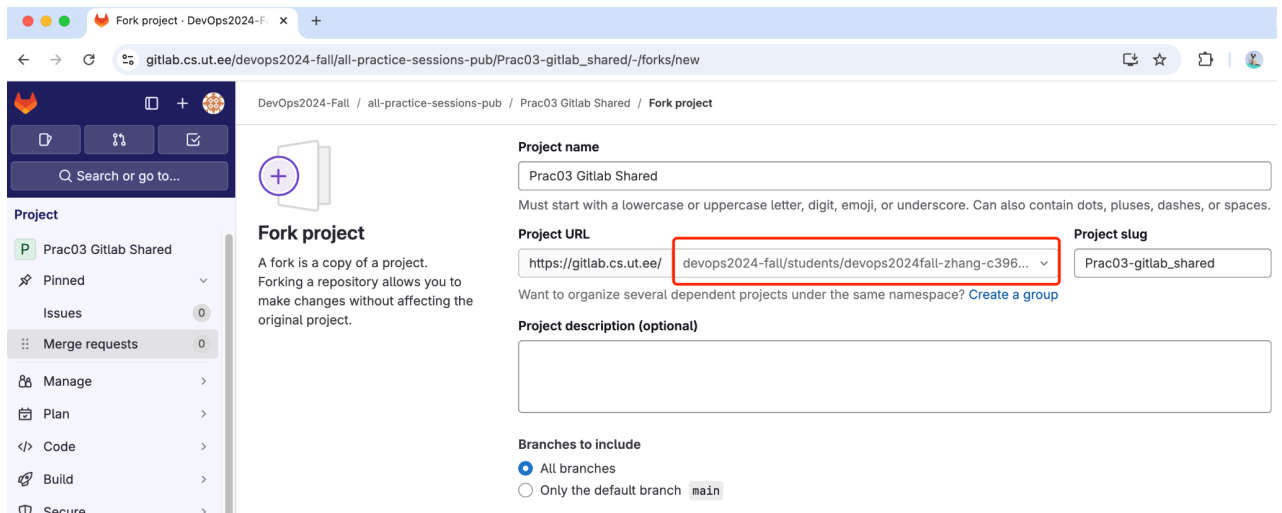 Fork project · DevOps2024-Fa
gitlab.cs.ut.ee/devops2024-fall/all-practice-sessions-pub/Prac03-gitlab_shared/-/forks/new
DevOps2024-Fall / all-practice-sessions-pub / Prac03 Gitlab Shared / Fork project
Search or go to...
Project
P Prac03 Gitlab Shared
Pinned
Issues 0
Merge requests 0
Manage
Plan
Code
Build
Secure
Fork project
A fork is a copy of a project.
Forking a repository allows you to
make changes without affecting the
original project.
Project name
Prac03 Gitlab Shared
Must start with a lowercase or uppercase letter, digit, emoji, or underscore. Can also contain dots, pluses, dashes, or spaces.
Project URL
Project slug
https://gitlab.cs.ut.ee/ devops2024-fall/students/devops2024fall-zhang-c396...
Prac03-gitlab_shared
Want to organize several dependent projects under the same namespace? Create a group
Project description (optional)
Branches to include
All branches
Only the default branch main